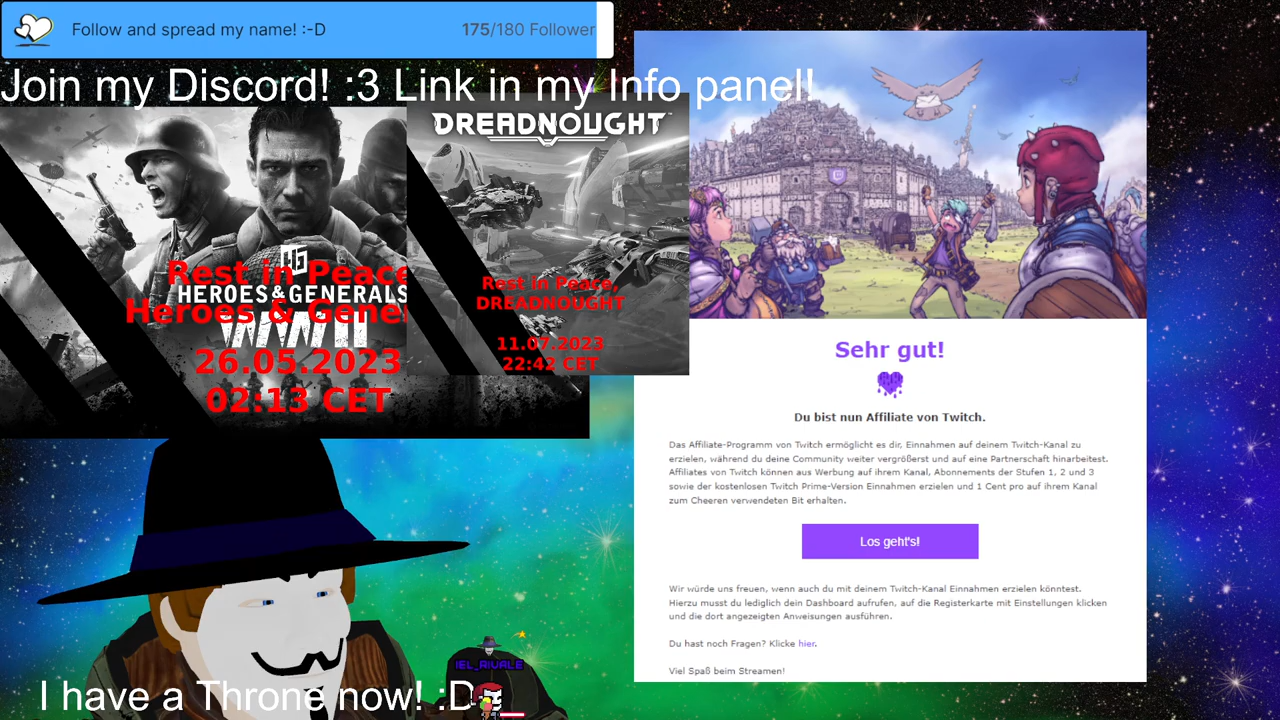 Follow and spread my name! :-D
175/180 Follower
Join my Discord! :3 Link in my Info panel!
DREADNOUGHT
Rest in Peace
HEROES&GENERALS
Heroes & Gene
WWII
26.05.2023
02:13 CET
Rest in Peace,
DREADNOUGHT
11.07.2023
22:42 CET
Sehr gut!
Du bist nun Affiliate von Twitch.
Das Affiliate-Programm von Twitch ermöglicht es dir, Einnahmen auf deinem Twitch-Kanal zu
erzielen, während du deine Community weiter vergrößerst und auf eine Partnerschaft hinarbeitest.
Affiliates von Twitch können aus Werbung auf ihrem Kanal, Abonnements der Stufen 1, 2 und 3
sowie der kostenlosen Twitch Prime-Version Einnahmen erzielen und 1 Cent pro auf ihrem Kanal
zum Cheeren verwendeten Bit erhalten.
Los geht's!
Wir würde uns freuen, wenn auch du mit deinem Twitch-Kanal Einnahmen erzielen könntest.
Hierzu musst du lediglich dein Dashboard aufrufen, auf die Registerkarte mit Einstellungen klicken
und die dort angezeigten Anweisungen ausführen.
Du hast noch Fragen? Klicke hier.
Viel Spaß beim Streamen!
IEL_RIVALE
I have a Throne now! :D